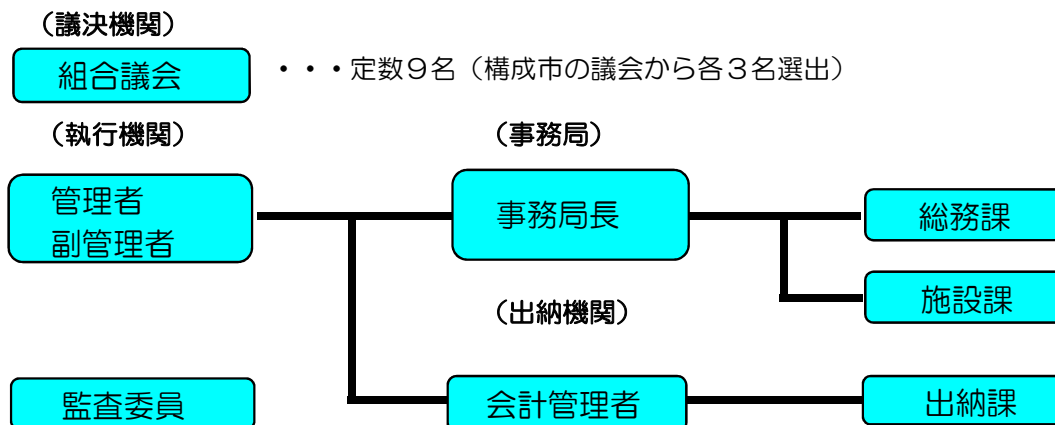 （議決機関）
組合議会
・・・定数９名（構成市の議会から各３名選出）
（執行機関）
（事務局）
管理者
副管理者
事務局長
総務課
施設課
（出納機関）
監査委員
会計管理者
出納課